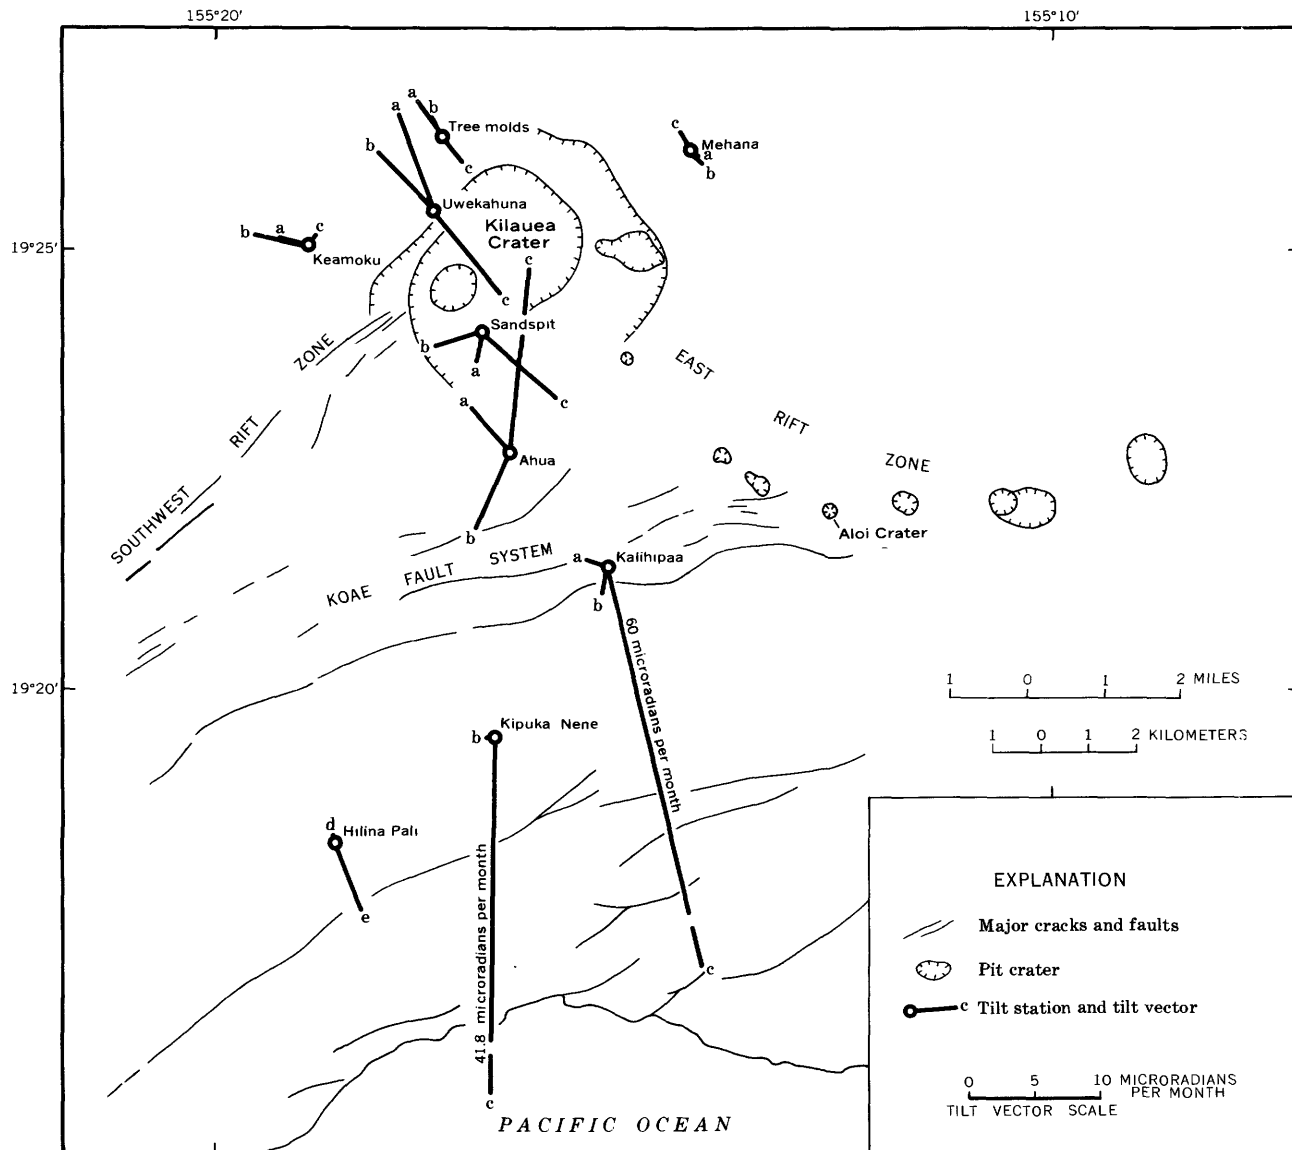 155°20′
155°10′
a
b
a
Tree molds
c
c
Mehana
a
b
b
Uwekahuna
Kilauea
Crater
b
a
c
Keamoku
19°25′
c
c
Sandspit
b
a
c
a
Ahua
b
ZONE
RIFT
SOUTHWEST
EAST
RIFT
ZONE
Aloi Crater
KOAE FAULT SYSTEM
a
Kalihipaa
b
60 microradians per month
c
19°20′
1 0 1 2 MILES
1 0 1 2 KILOMETERS
Kipuka Nene
b
41.8 microradians per month
c
d
Hilina Pali
e
PACIFIC OCEAN
EXPLANATION
Major cracks and faults
Pit crater
c Tilt station and tilt vector
0 5 10 MICRORADIANS
PER MONTH
TILT VECTOR SCALE